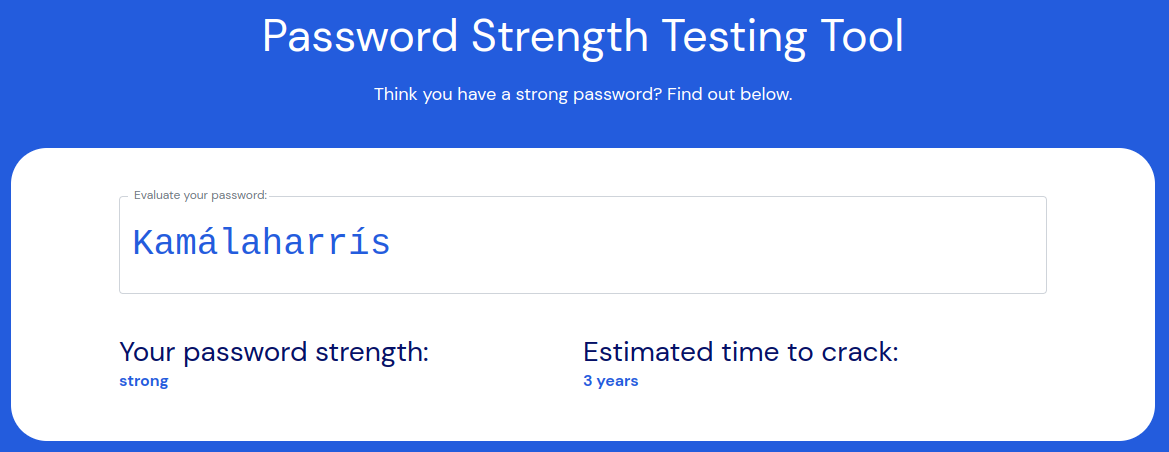 Password Strength Testing Tool
Think you have a strong password? Find out below.
Evaluate your password:
Kamálaharrís
Your password strength:
strong
Estimated time to crack:
3 years